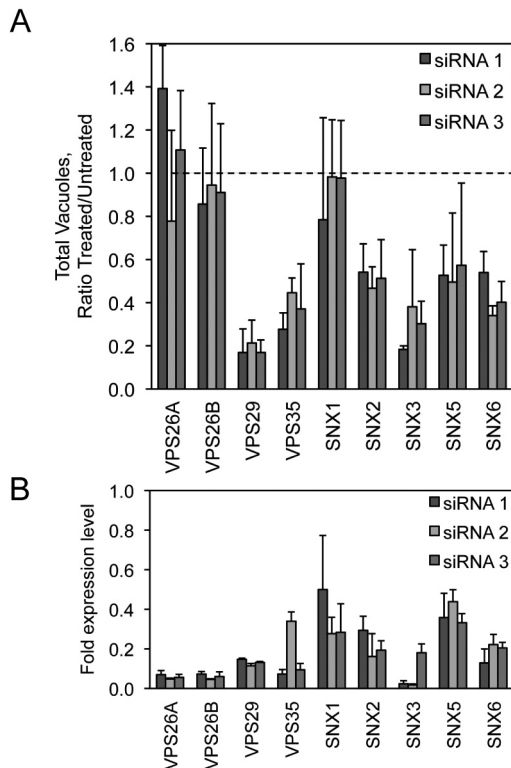 A
Total Vacuoles,
Ratio Treated/Untreated
1.6
1.4
1.2
1.0
0.8
0.6
0.4
0.2
0.0
siRNA 1
siRNA 2
siRNA 3
VPS26A
VPS26B
VPS29
VPS35
SNX1
SNX2
SNX3
SNX5
SNX6
B
Fold expression level
1.0
0.8
0.6
0.4
0.2
0.0
siRNA 1
siRNA 2
siRNA 3
VPS26A
VPS26B
VPS29
VPS35
SNX1
SNX2
SNX3
SNX5
SNX6